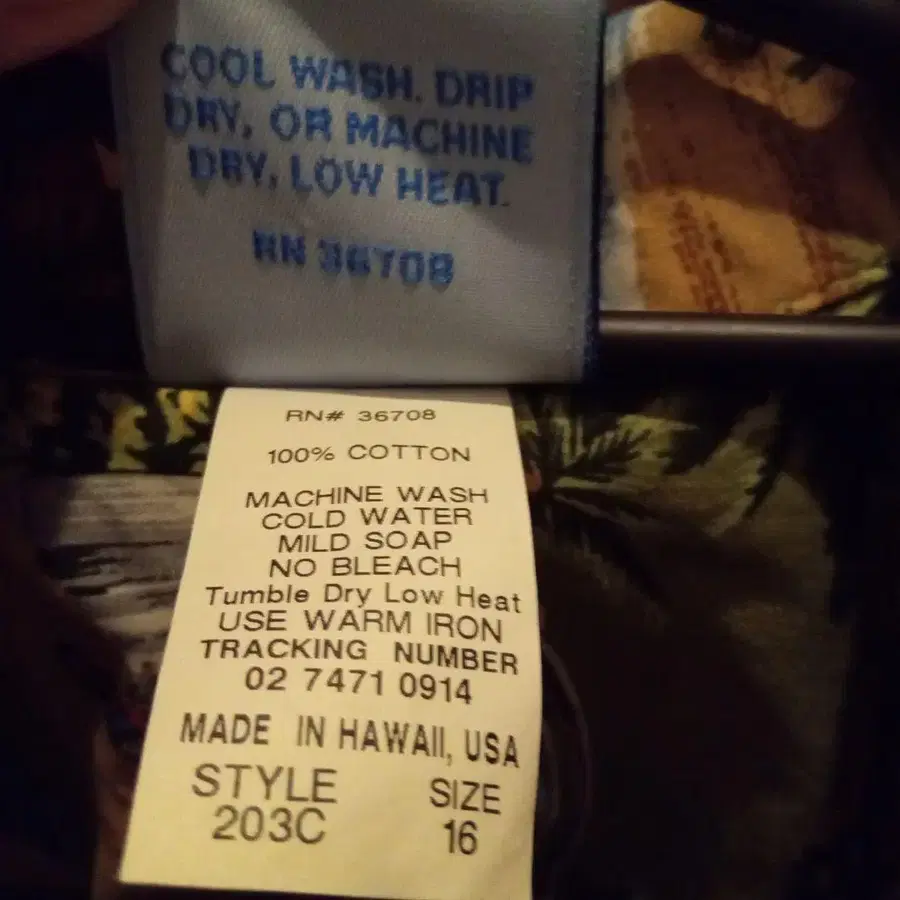 COOL WASH. DRIP
DRY, OR MACHINE
DRY, LOW HEAT.
RN 36708
RN# 36708
100% COTTON
MACHINE WASH
COLD WATER
MILD SOAP
NO BLEACH
Tumble Dry Low Heat
USE WARM IRON
TRACKING NUMBER
02 7471 0914
MADE IN HAWAII, USA
STYLE SIZE
203C 16